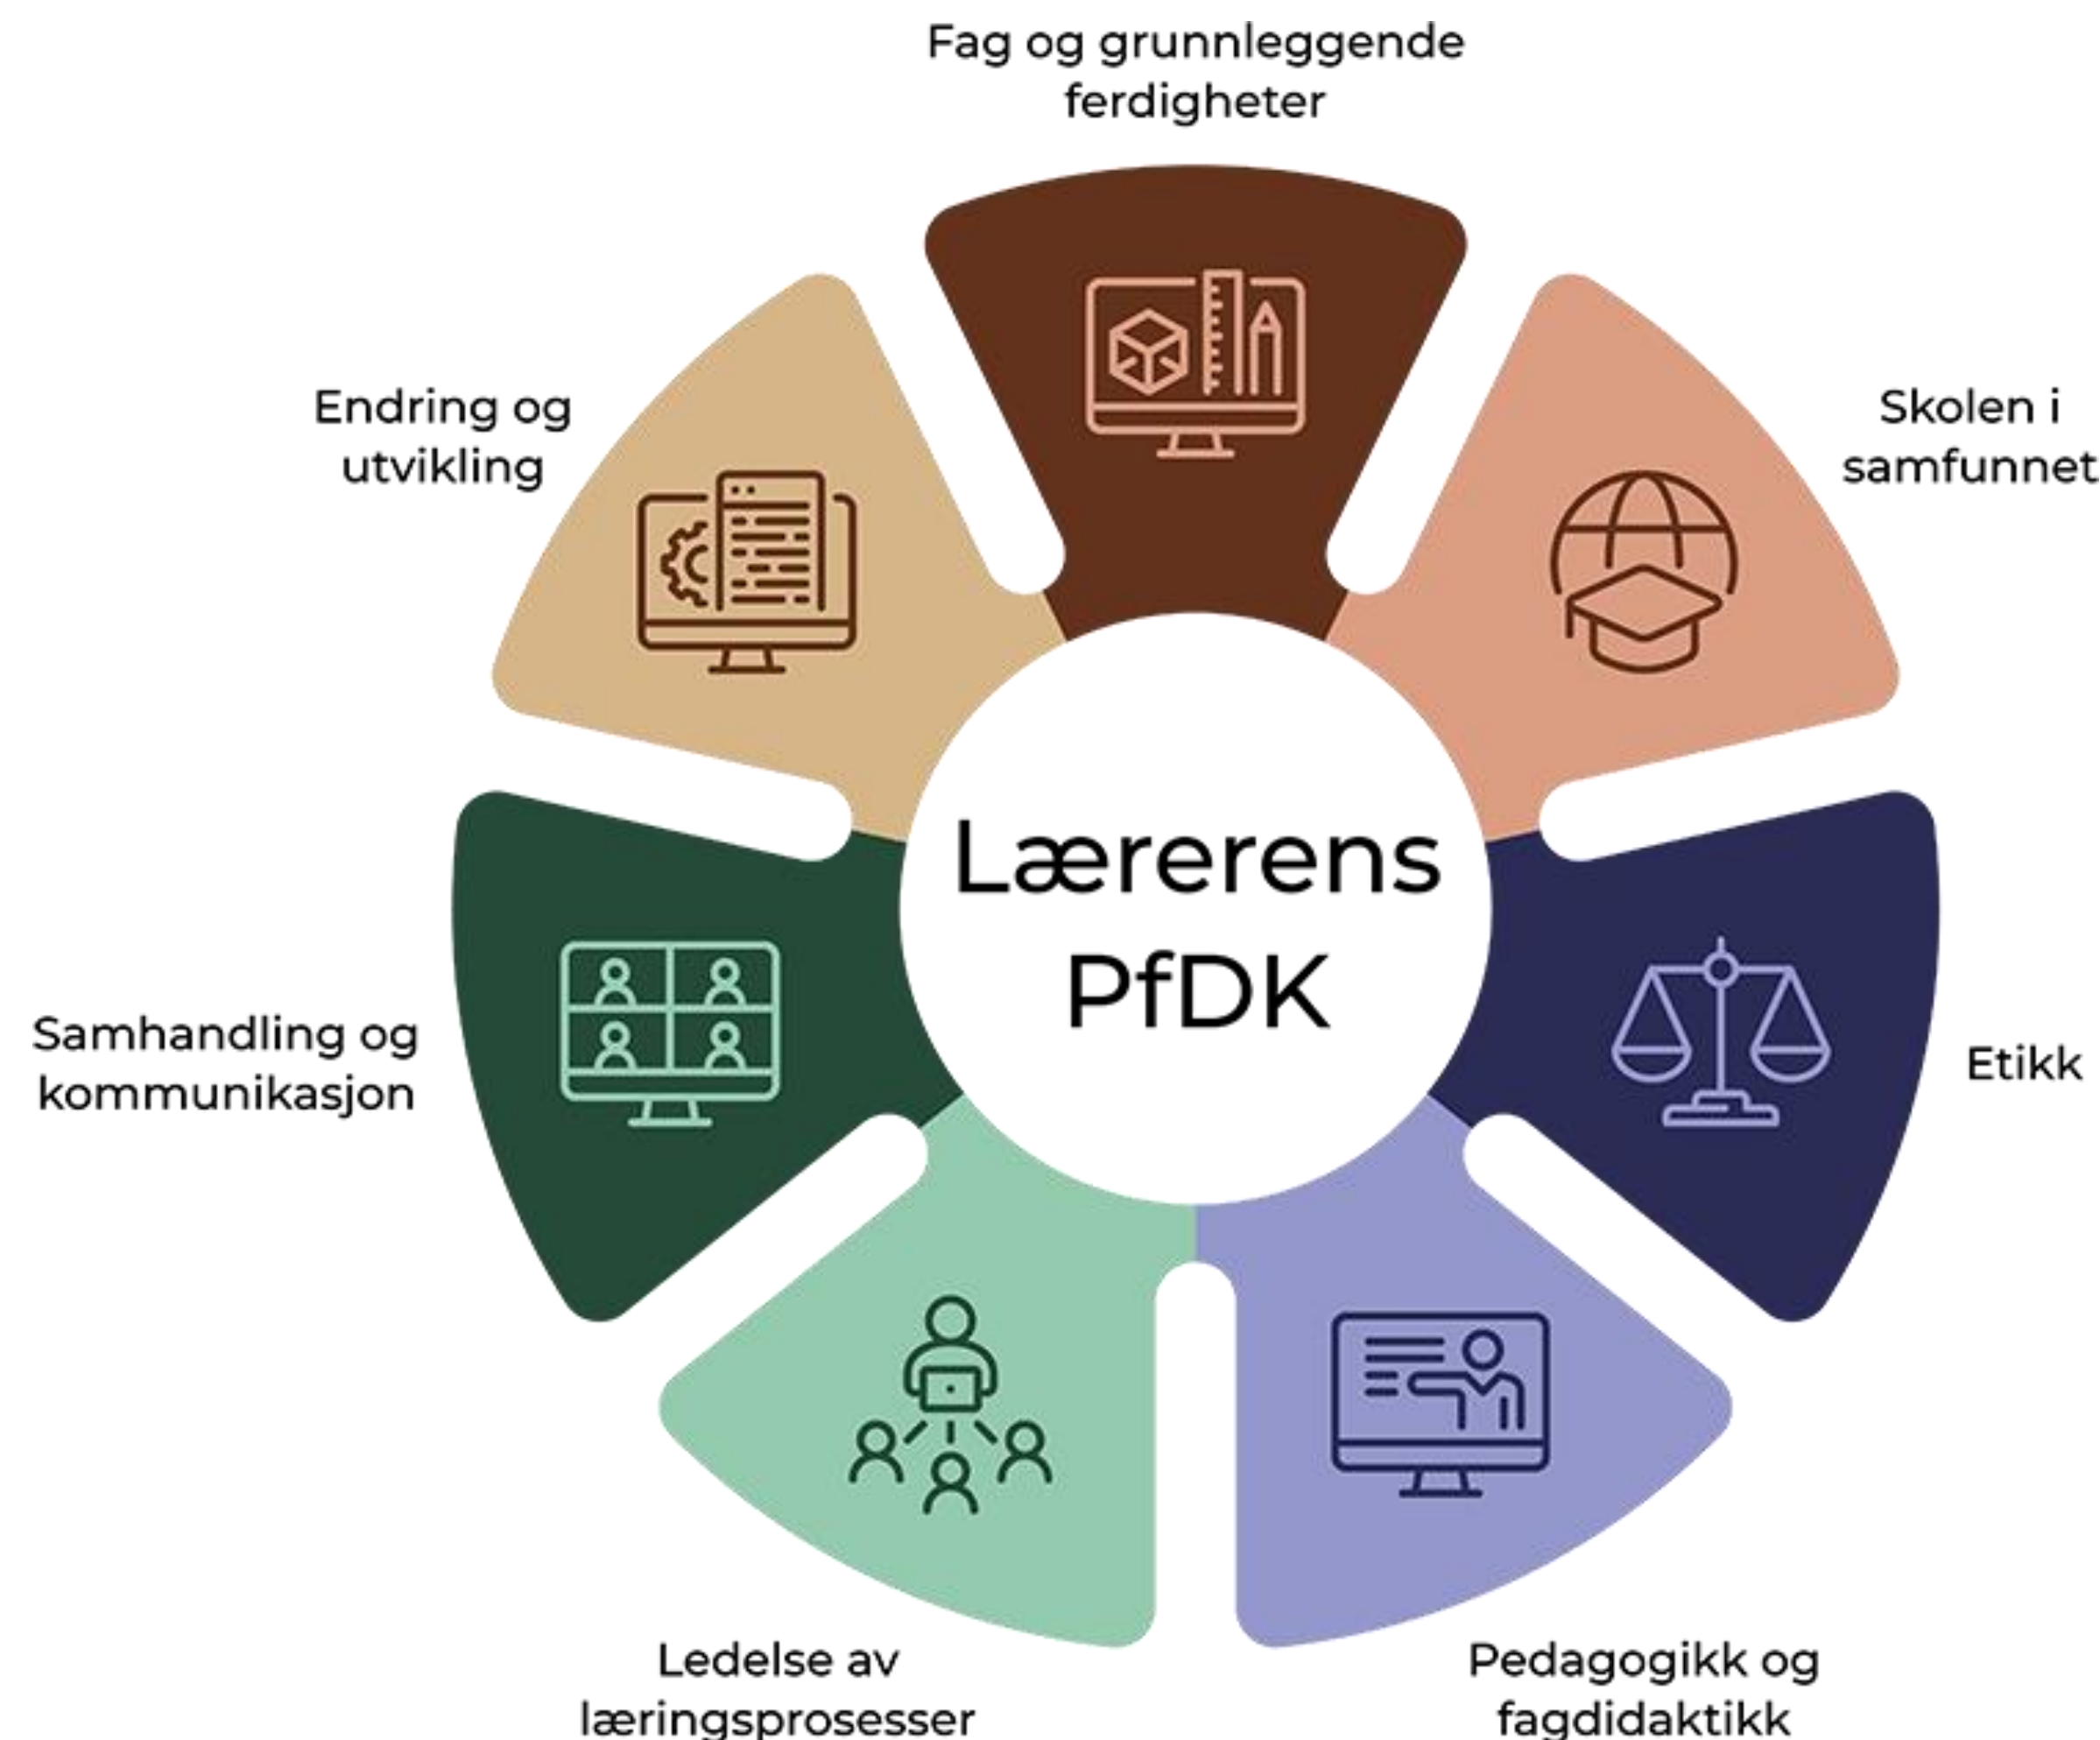 Fag og grunnleggende
ferdigheter
Skolen i
samfunnet
Etikk
Pedagogikk og
fagdidaktikk
Ledelse av
læringsprosesser
Samhandling og
kommunikasjon
Endring og
utvikling
Lærerens
PfDK